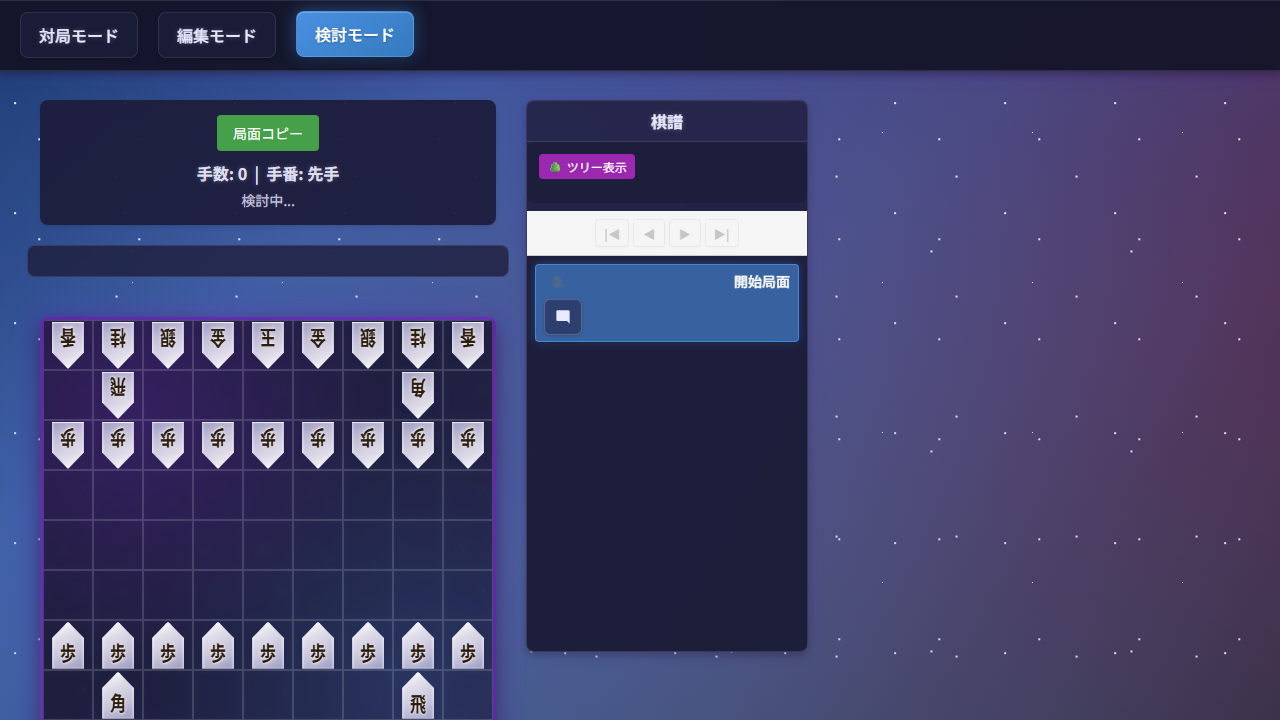 対局モード 編集モード 検討モード
局面コピー
手数: 0 | 手番: 先手
検討中...
棋譜
ツリー表示
|◀ ◀ ▶ ▶|
開始局面
香 桂 銀 金 玉 金 銀 桂 香
飛 角
歩 歩 歩 歩 歩 歩 歩 歩 歩
歩 歩 歩 歩 歩 歩 歩 歩 歩
角 飛